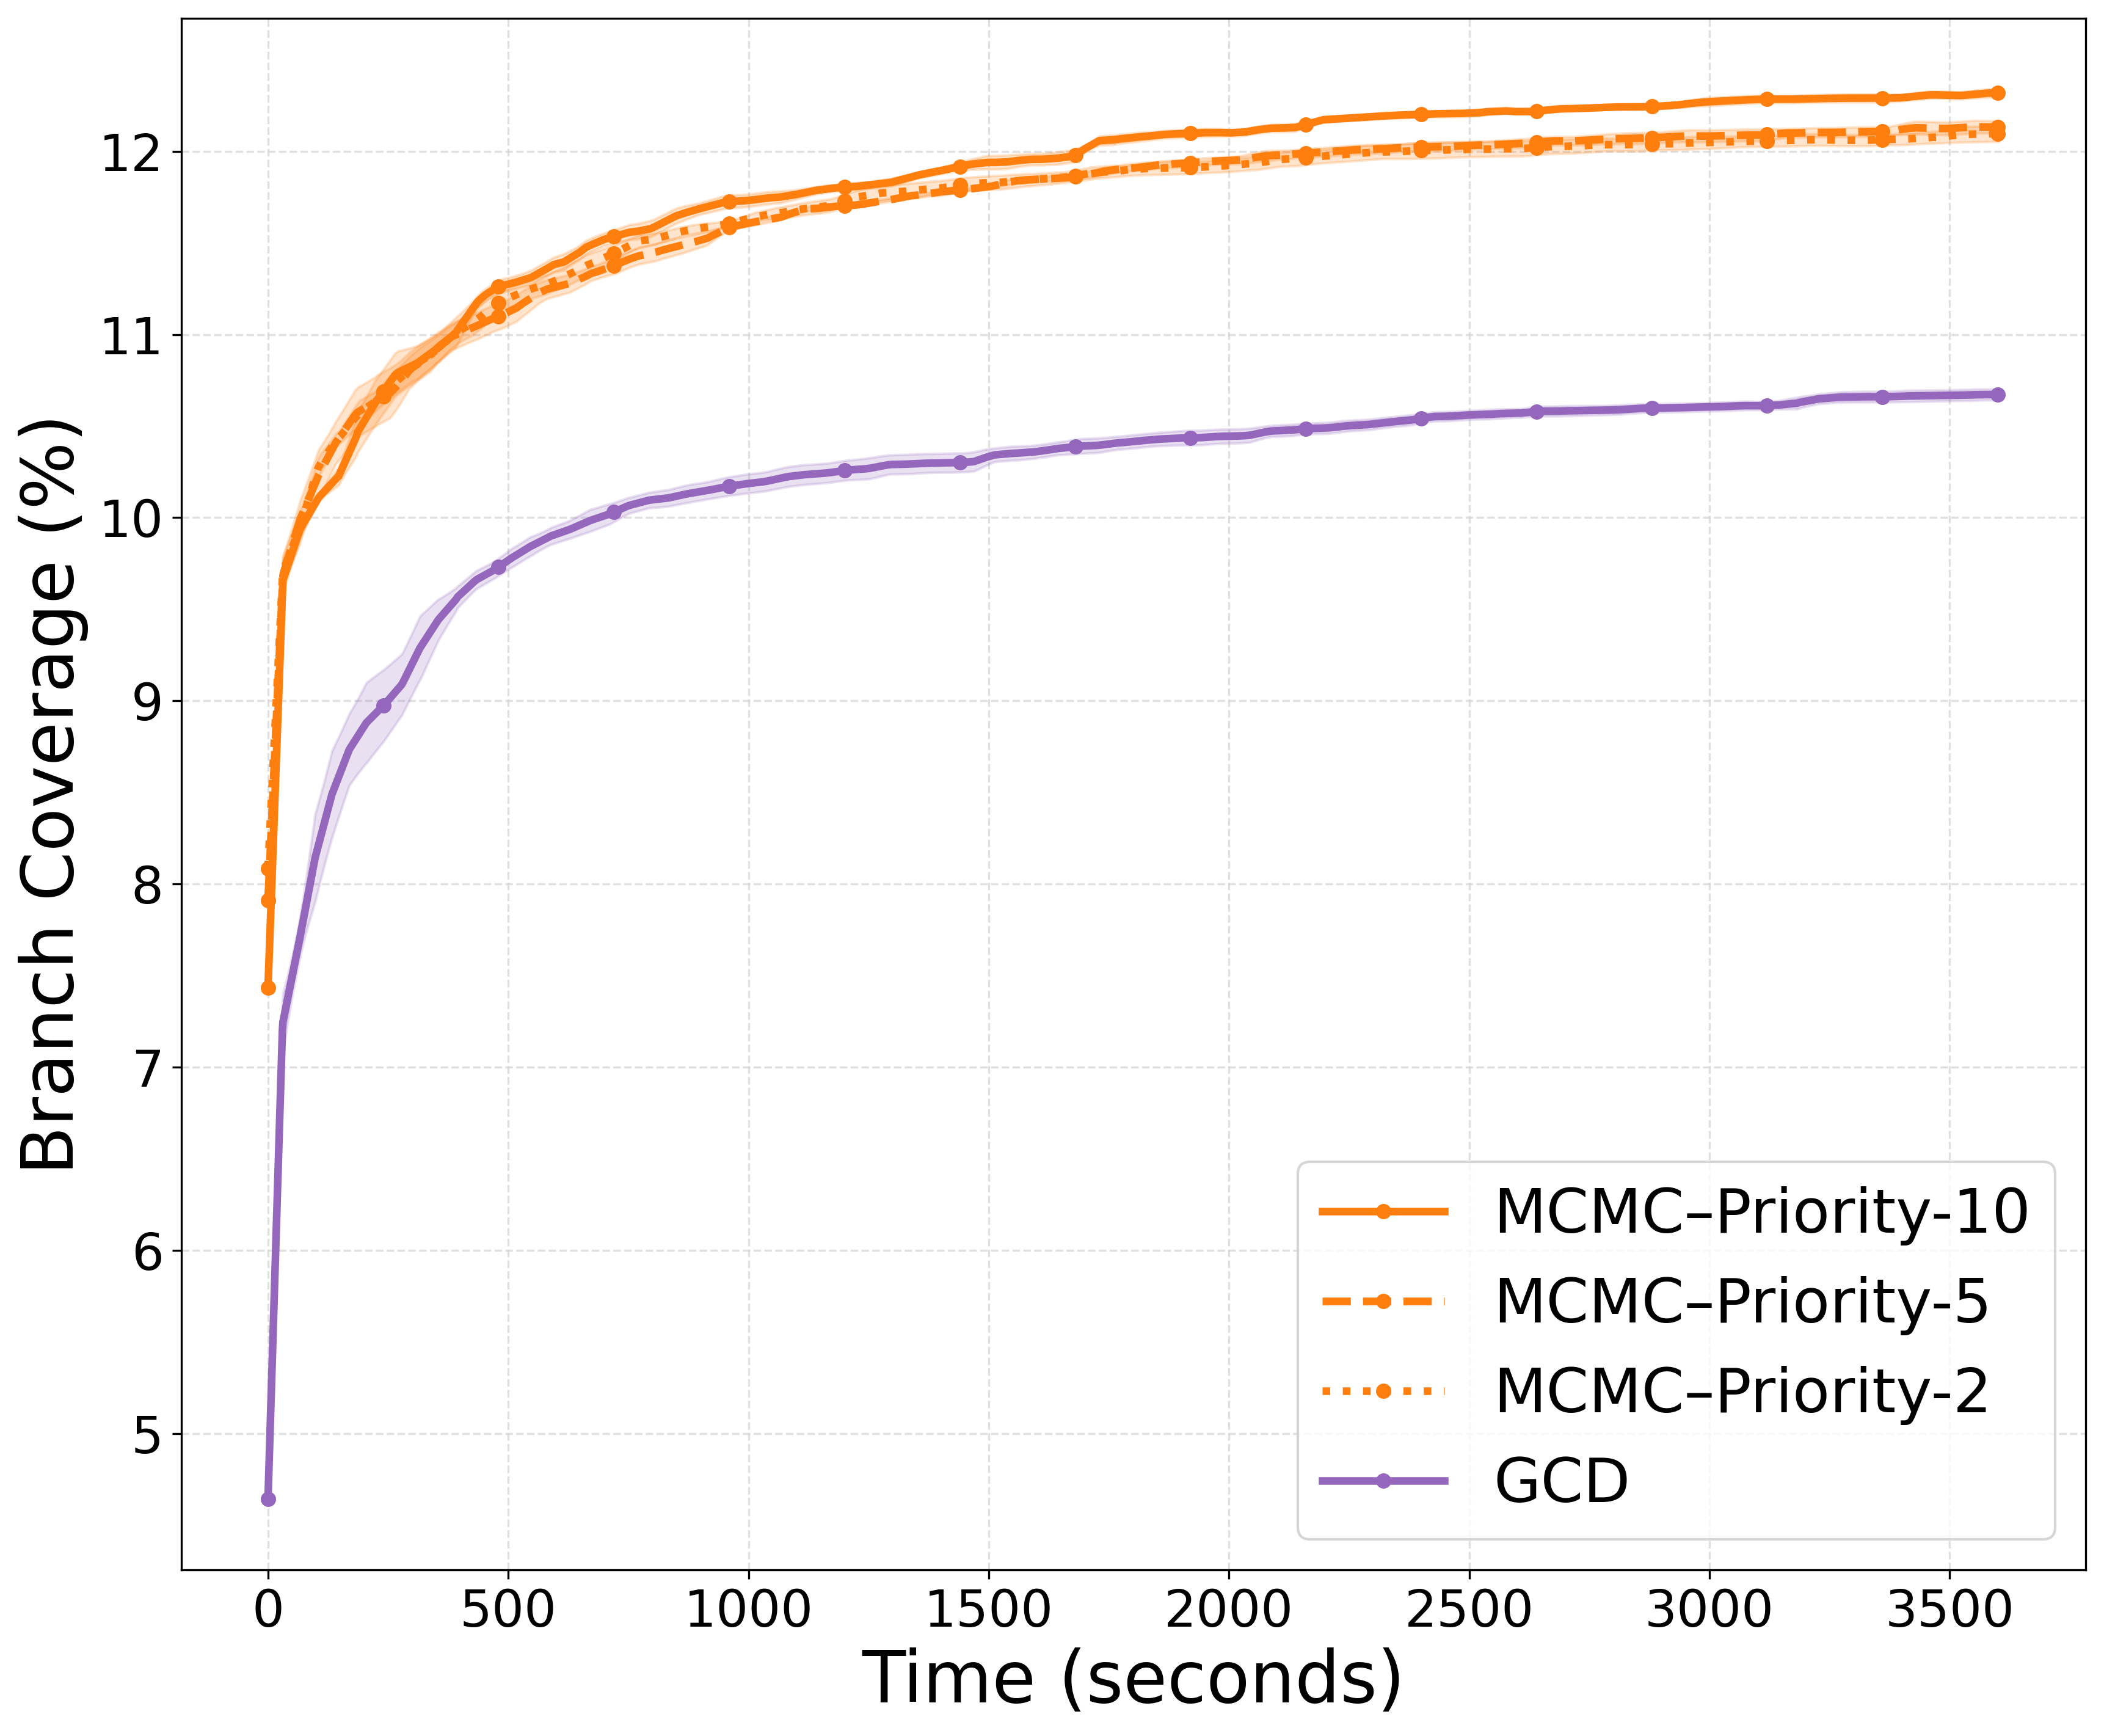 Branch Coverage (%)
12
11
10
9
8
7
6
5
0 500 1000 1500 2000 2500 3000 3500
Time (seconds)
MCMC–Priority-10
MCMC–Priority-5
MCMC–Priority-2
GCD